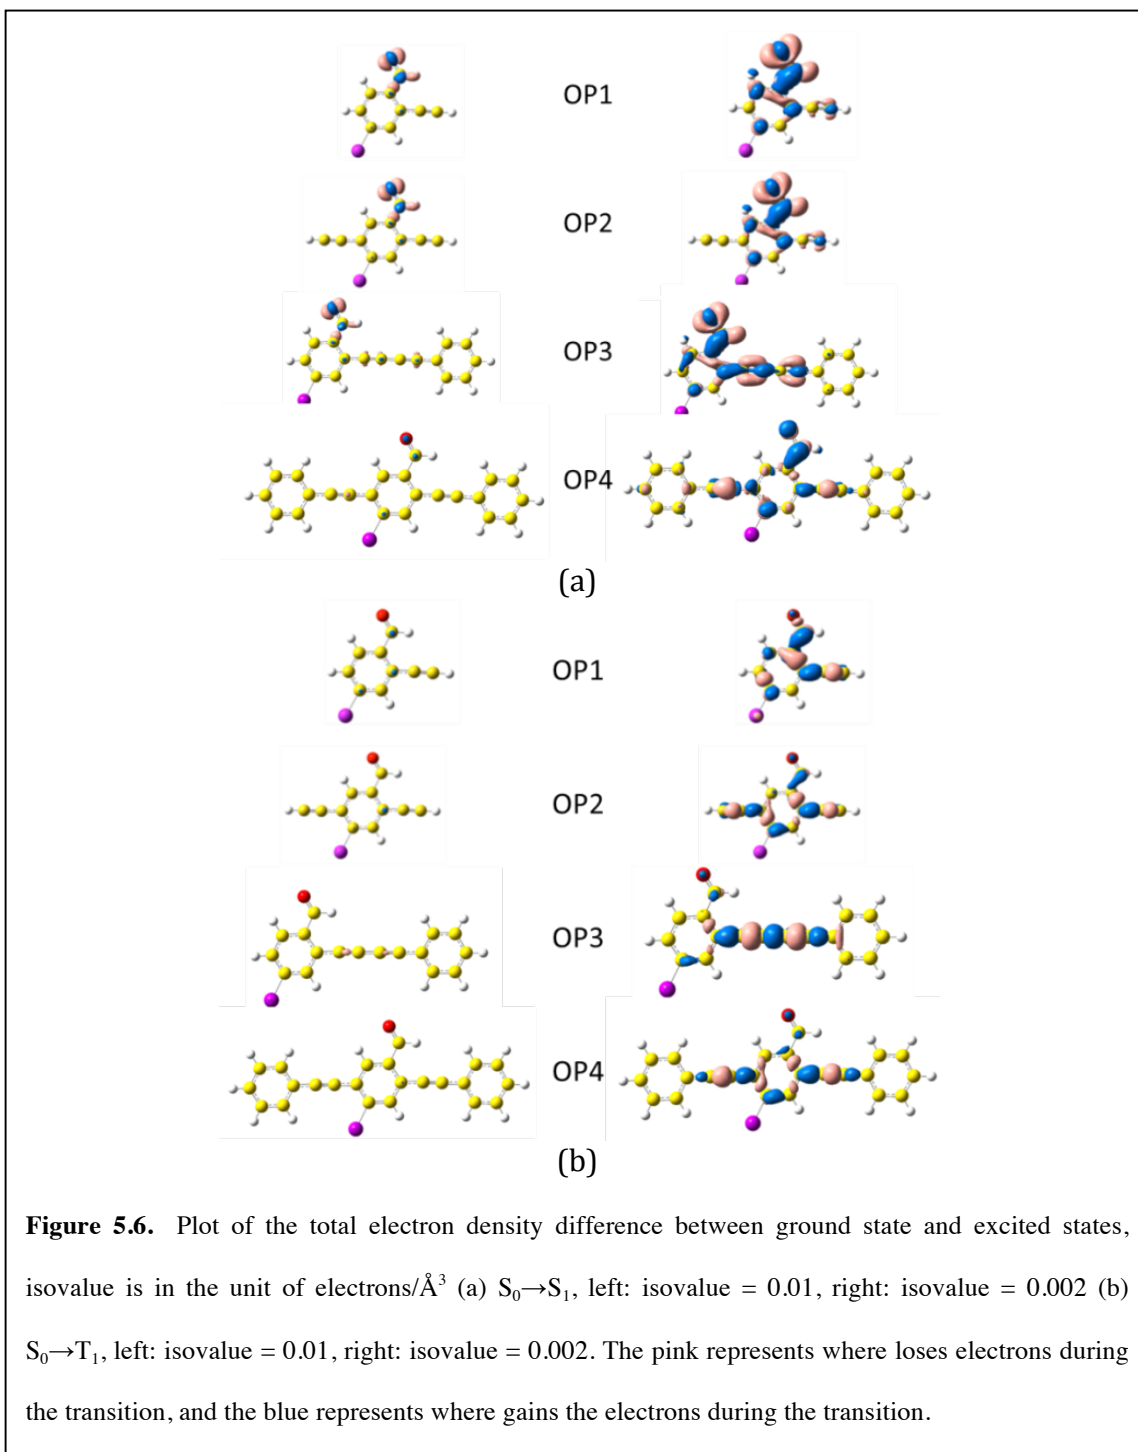 OP1
OP2
OP3
OP4
(a)
OP1
OP2
OP3
OP4
(b)
Figure 5.6. Plot of the total electron density difference between ground state and excited states,
isovalue is in the unit of electrons/Å³ (a) S₀→S₁, left: isovalue = 0.01, right: isovalue = 0.002 (b)
S₀→T₁, left: isovalue = 0.01, right: isovalue = 0.002. The pink represents where loses electrons during
the transition, and the blue represents where gains the electrons during the transition.